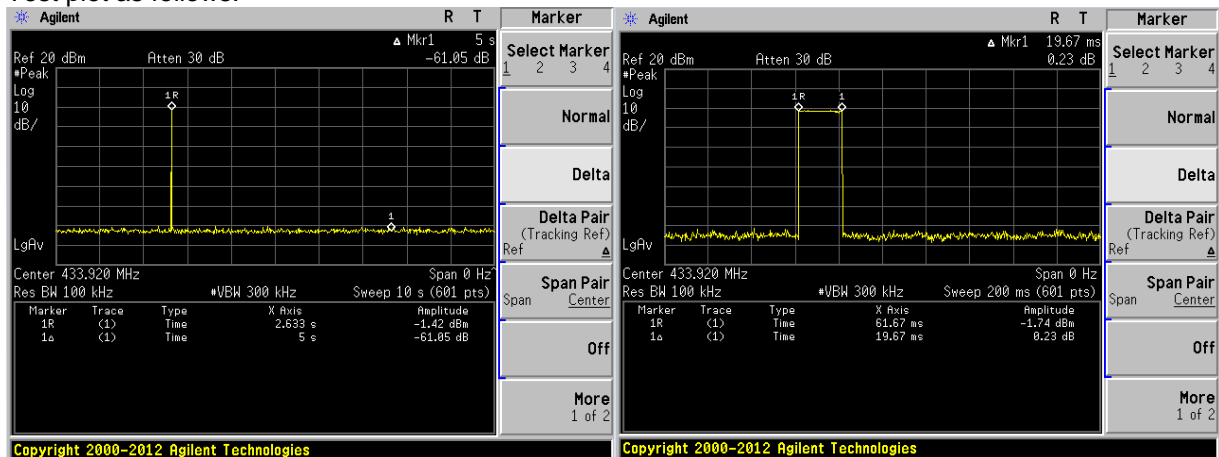 Agilent R T Marker
Mkr1 5 s
Ref 20 dBm Atten 30 dB -61.05 dB
#Peak
Log
10
dB/
1R
1
LgAv
Center 433.920 MHz Span 0 Hz^
Res BW 100 kHz #VBW 300 kHz Sweep 10 s (601 pts)
Marker Trace Type X Axis Amplitude
1R (1) Time 2.633 s -1.42 dBm
1Δ (1) Time 5 s -61.05 dB
Copyright 2000-2012 Agilent Technologies
Select Marker
1 2 3 4
Normal
Delta
Delta Pair
(Tracking Ref)
Ref Δ
Span Pair
Span Center
Off
More
1 of 2
Agilent R T Marker
Δ Mkr1 19.67 ms
Ref 20 dBm Atten 30 dB 0.23 dB
#Peak
Log
10
dB/
1R 1
LgAv
Center 433.920 MHz Span 0 Hz
Res BW 100 kHz #VBW 300 kHz Sweep 200 ms (601 pts)
Marker Trace Type X Axis Amplitude
1R (1) Time 61.67 ms -1.74 dBm
1Δ (1) Time 19.67 ms 0.23 dB
Copyright 2000-2012 Agilent Technologies
Select Marker
1 2 3 4
Normal
Delta
Delta Pair
(Tracking Ref)
Ref Δ
Span Pair
Span Center
Off
More
1 of 2